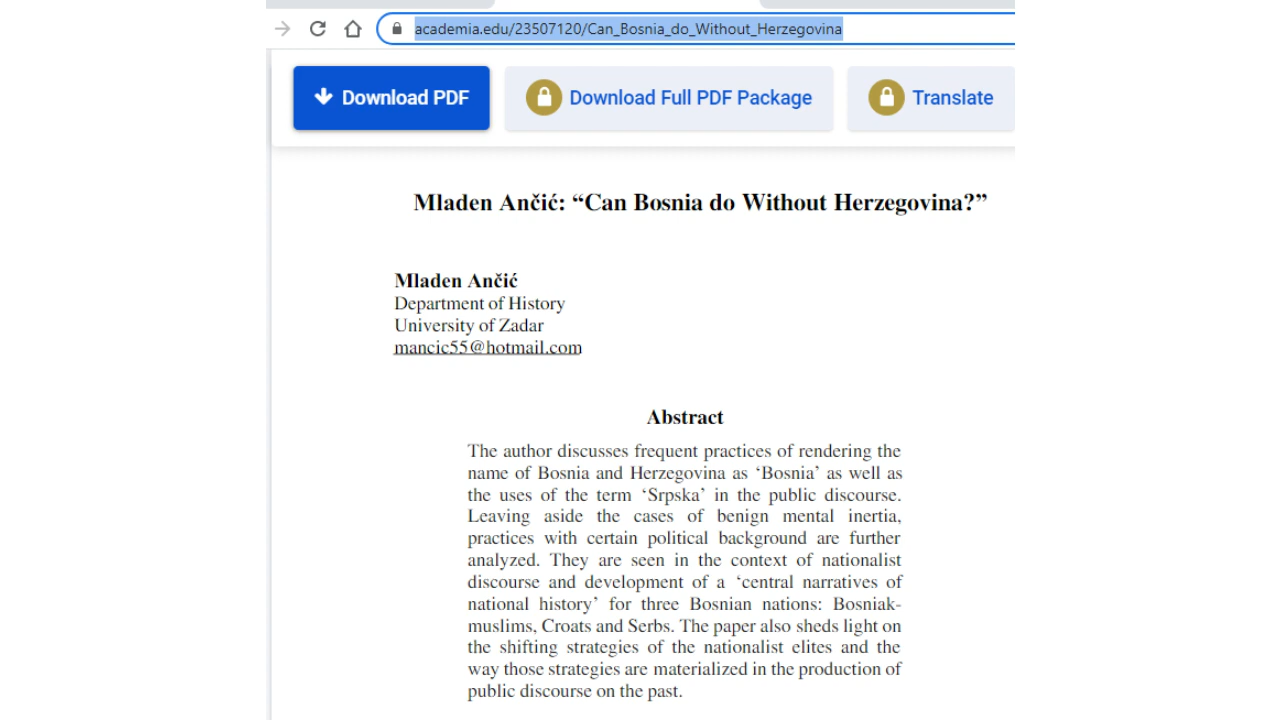 academia.edu/23507120/Can_Bosnia_do_Without_Herzegovina
Download PDF
Download Full PDF Package
Translate
Mladen Ančić: “Can Bosnia do Without Herzegovina?”
Mladen Ančić
Department of History
University of Zadar
mancic55@hotmail.com
Abstract
The author discusses frequent practices of rendering the
name of Bosnia and Herzegovina as ‘Bosnia’ as well as
the uses of the term ‘Srpska’ in the public discourse.
Leaving aside the cases of benign mental inertia,
practices with certain political background are further
analyzed. They are seen in the context of nationalist
discourse and development of a ‘central narratives of
national history’ for three Bosnian nations: Bosniak-
muslims, Croats and Serbs. The paper also sheds light on
the shifting strategies of the nationalist elites and the
way those strategies are materialized in the production of
public discourse on the past.